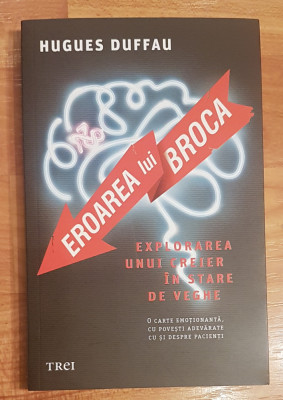 HUGUES DUFFAU
EROAREA lui BROCA
EXPLORAREA
UNUI CREIER
ÎN STARE
DE VEGHE
O CARTE EMOȚIONANTĂ,
CU POVEȘTI ADEVĂRATE
CU ȘI DESPRE PACIENȚI
TREI